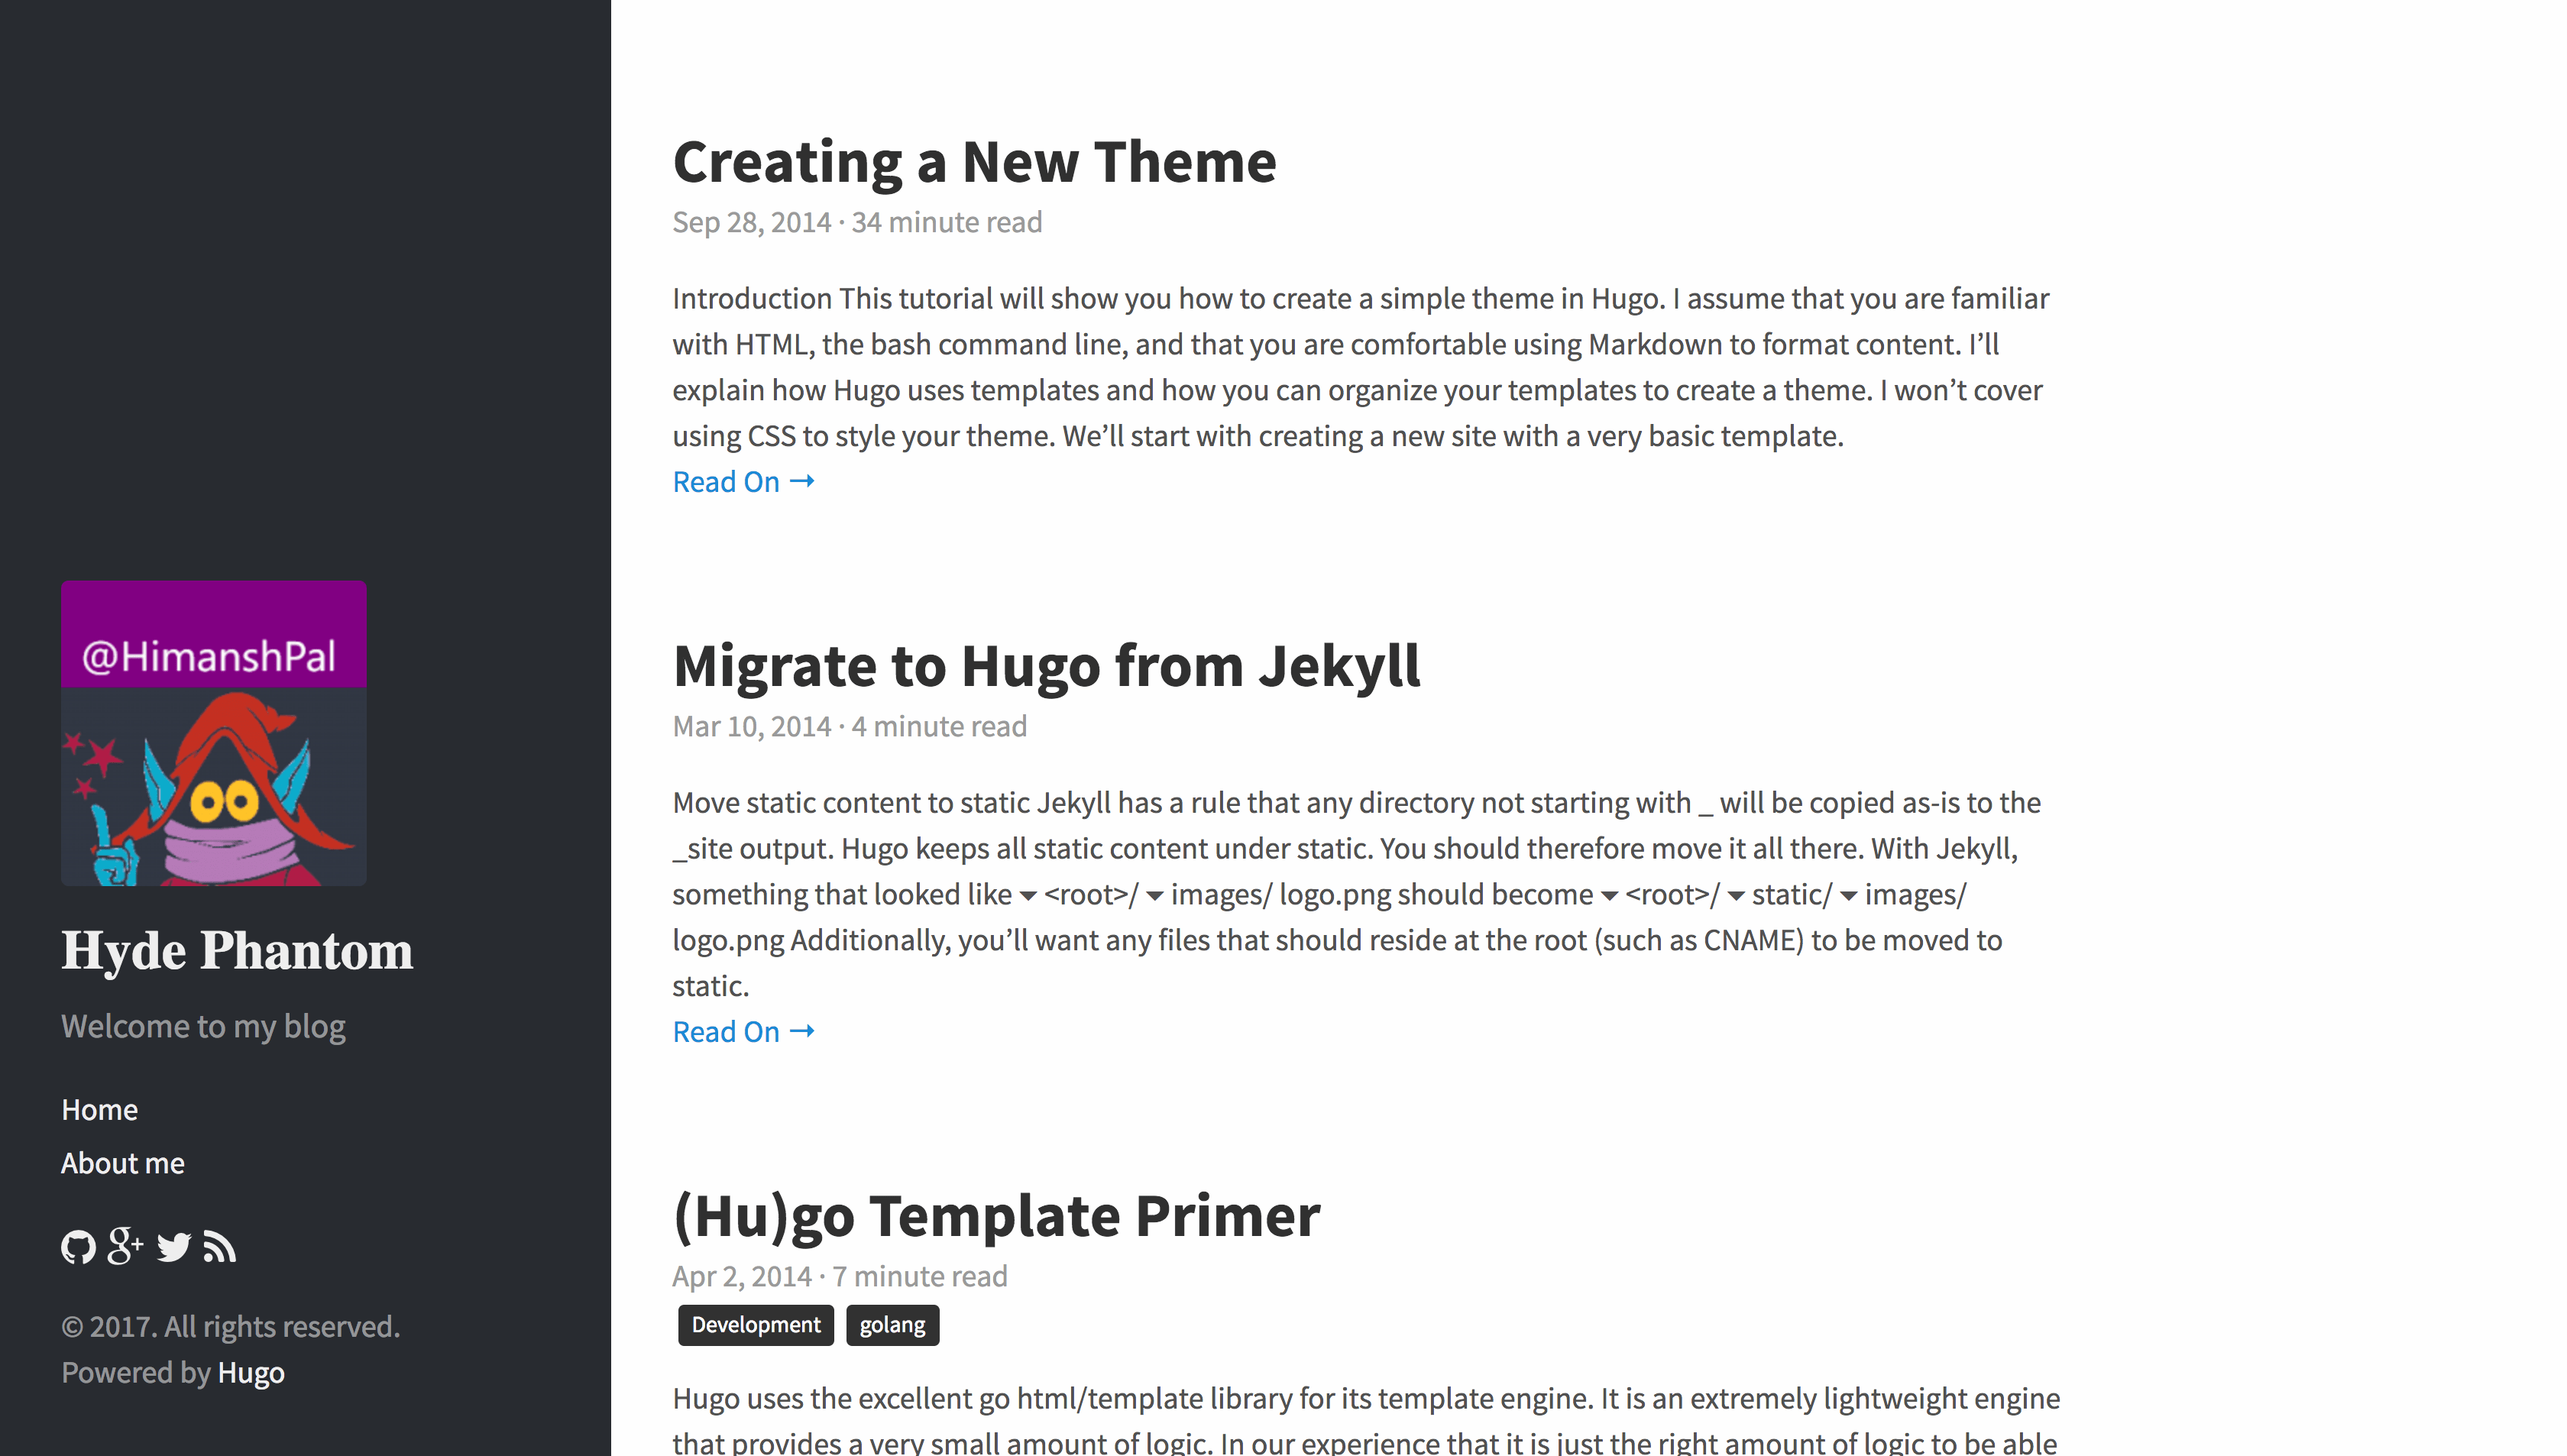 @HimanshPal
Hyde Phantom
Welcome to my blog
Home
About me
© 2017. All rights reserved.
Powered by Hugo
Creating a New Theme
Sep 28, 2014 · 34 minute read
Introduction This tutorial will show you how to create a simple theme in Hugo. I assume that you are familiar
with HTML, the bash command line, and that you are comfortable using Markdown to format content. I’ll
explain how Hugo uses templates and how you can organize your templates to create a theme. I won’t cover
using CSS to style your theme. We’ll start with creating a new site with a very basic template.
Read On →
Migrate to Hugo from Jekyll
Mar 10, 2014 · 4 minute read
Move static content to static Jekyll has a rule that any directory not starting with _ will be copied as-is to the
_site output. Hugo keeps all static content under static. You should therefore move it all there. With Jekyll,
something that looked like ▾ <root>/ ▾ images/ logo.png should become ▾ <root>/ ▾ static/ ▾ images/
logo.png Additionally, you’ll want any files that should reside at the root (such as CNAME) to be moved to
static.
Read On →
(Hu)go Template Primer
Apr 2, 2014 · 7 minute read
Development golang
Hugo uses the excellent go html/template library for its template engine. It is an extremely lightweight engine
that provides a very small amount of logic. In our experience that it is just the right amount of logic to be able